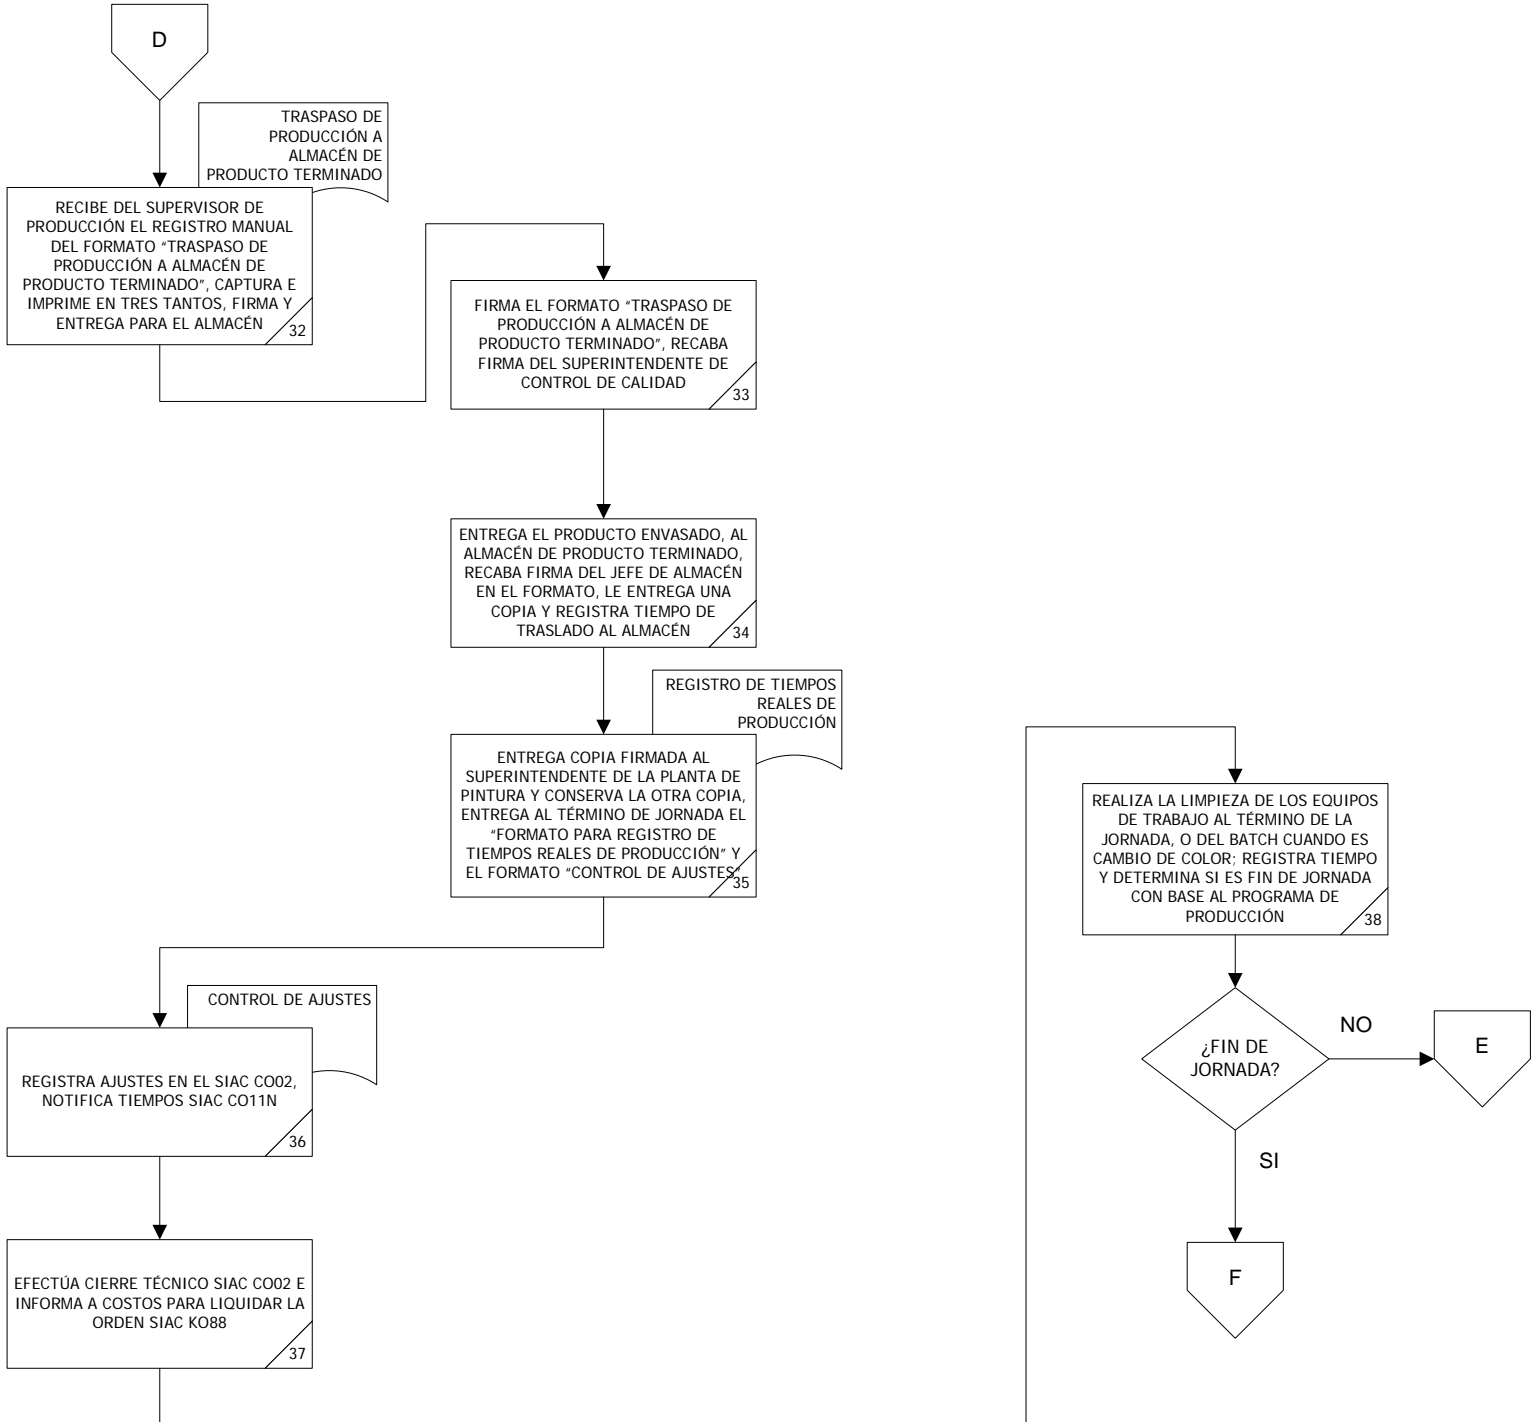 D
TRASPASO DE
PRODUCCIÓN A
ALMACÉN DE
PRODUCTO TERMINADO
RECIBE DEL SUPERVISOR DE
PRODUCCIÓN EL REGISTRO MANUAL
DEL FORMATO “TRASPASO DE
PRODUCCIÓN A ALMACÉN DE
PRODUCTO TERMINADO”, CAPTURA E
IMPRIME EN TRES TANTOS, FIRMA Y
ENTREGA PARA EL ALMACÉN
32
FIRMA EL FORMATO “TRASPASO DE
PRODUCCIÓN A ALMACÉN DE
PRODUCTO TERMINADO”, RECABA
FIRMA DEL SUPERINTENDENTE DE
CONTROL DE CALIDAD
33
ENTREGA EL PRODUCTO ENVASADO, AL
ALMACÉN DE PRODUCTO TERMINADO,
RECABA FIRMA DEL JEFE DE ALMACÉN
EN EL FORMATO, LE ENTREGA UNA
COPIA Y REGISTRA TIEMPO DE
TRASLADO AL ALMACÉN
34
REGISTRO DE TIEMPOS
REALES DE
PRODUCCIÓN
ENTREGA COPIA FIRMADA AL
SUPERINTENDENTE DE LA PLANTA DE
PINTURA Y CONSERVA LA OTRA COPIA,
ENTREGA AL TÉRMINO DE JORNADA EL
“FORMATO PARA REGISTRO DE
TIEMPOS REALES DE PRODUCCIÓN” Y
EL FORMATO “CONTROL DE AJUSTES”
35
CONTROL DE AJUSTES
REGISTRA AJUSTES EN EL SIAC CO02,
NOTIFICA TIEMPOS SIAC CO11N
36
EFECTÚA CIERRE TÉCNICO SIAC CO02 E
INFORMA A COSTOS PARA LIQUIDAR LA
ORDEN SIAC KO88
37
REALIZA LA LIMPIEZA DE LOS EQUIPOS
DE TRABAJO AL TÉRMINO DE LA
JORNADA, O DEL BATCH CUANDO ES
CAMBIO DE COLOR; REGISTRA TIEMPO
Y DETERMINA SI ES FIN DE JORNADA
CON BASE AL PROGRAMA DE
PRODUCCIÓN
38
¿FIN DE
JORNADA?
NO
E
SI
F